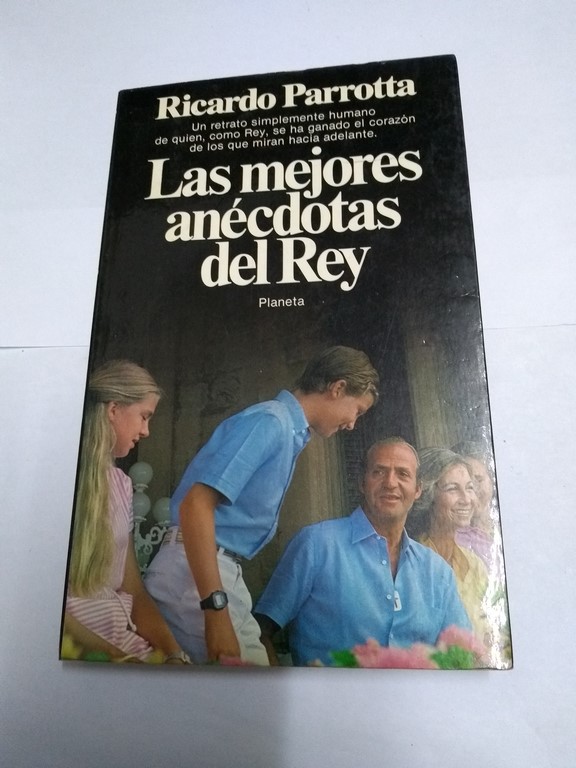 Ricardo Parrotta
Un retrato simplemente humano
de quien, como Rey, se ha ganado el corazón
de los que miran hacia adelante.
Las mejores
anécdotas
del Rey
Planeta